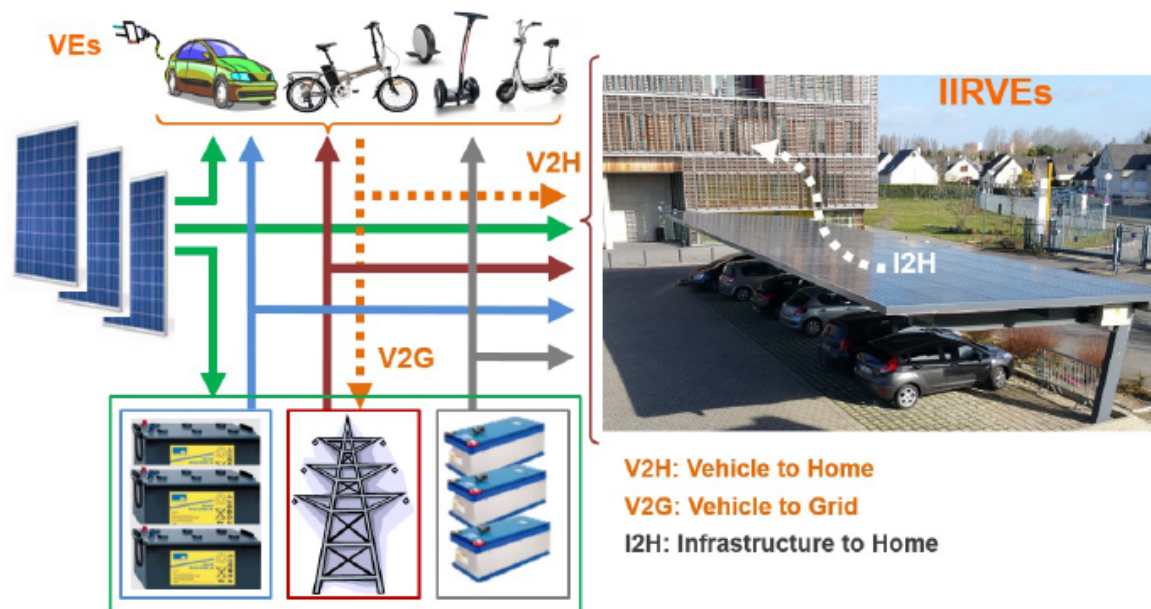 VEs
IIRVEs
V2H
I2H
V2G
V2H: Vehicle to Home
V2G: Vehicle to Grid
I2H: Infrastructure to Home